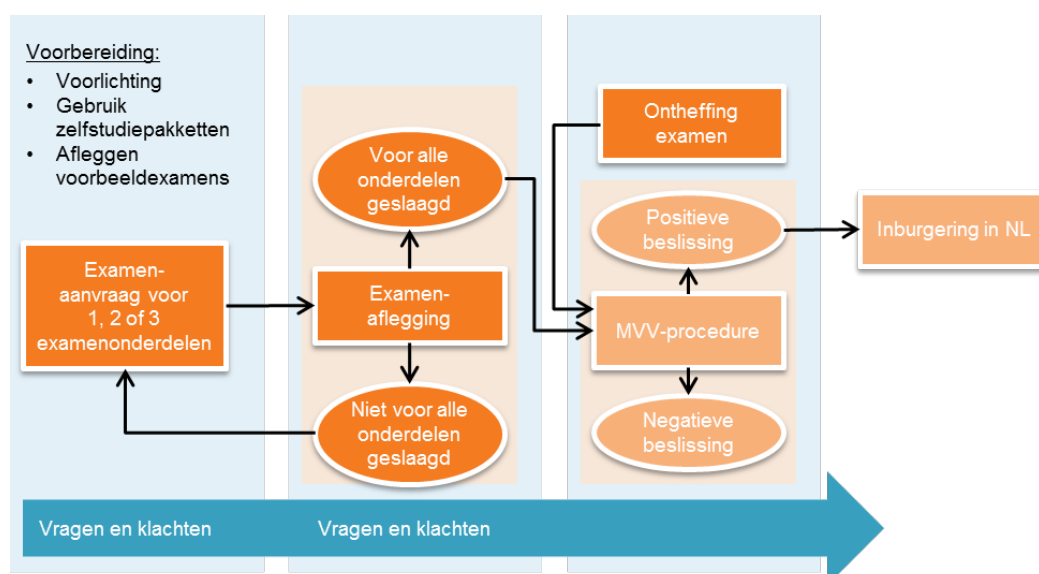 Voorbereiding:
• Voorlichting
• Gebruik
zelfstudiepakketten
• Afleggen
voorbeeldexamens
Examen-
aanvraag voor
1, 2 of 3
examenonderdelen
Voor alle
onderdelen
geslaagd
Examen-
aflegging
Niet voor alle
onderdelen
geslaagd
Ontheffing
examen
Positieve
beslissing
MVV-procedure
Negatieve
beslissing
Inburgering in NL
Vragen en klachten
Vragen en klachten